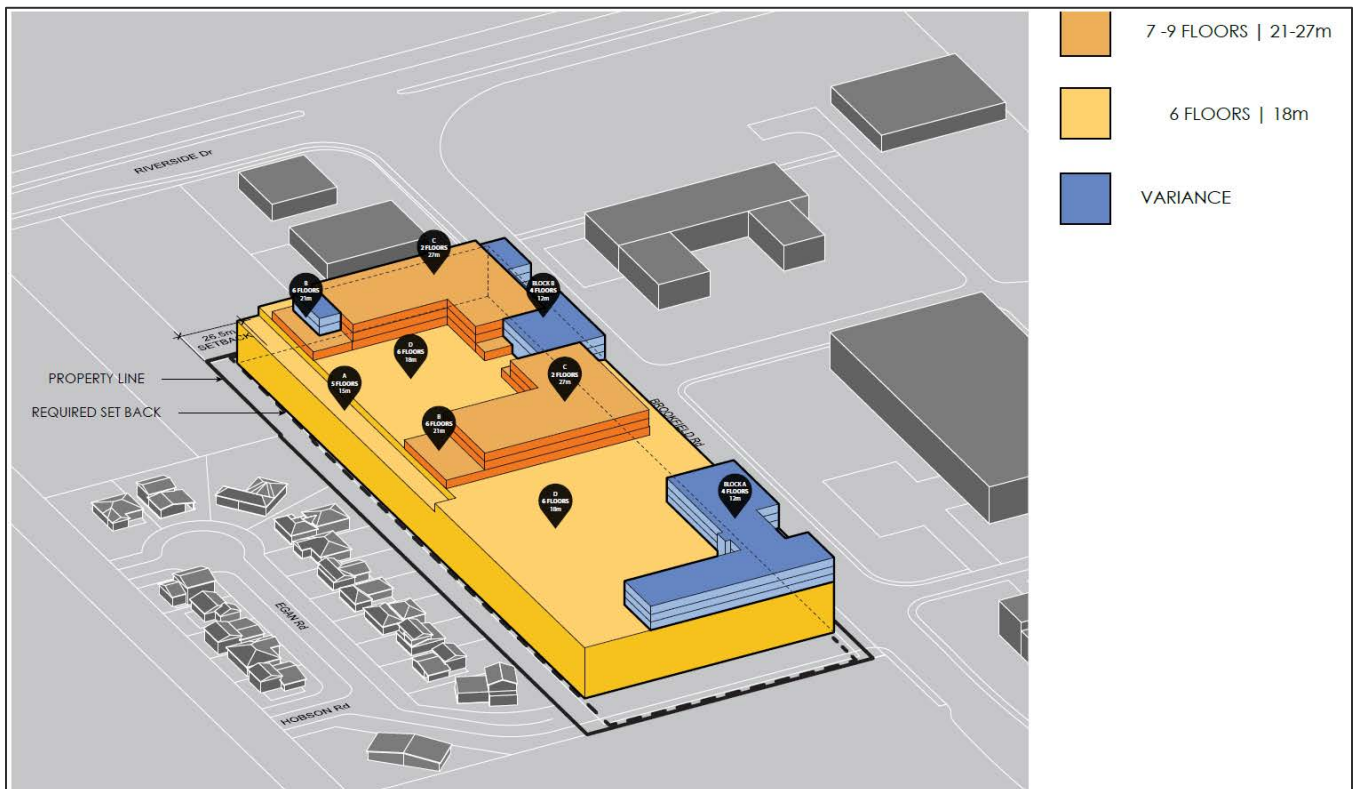 7 -9 FLOORS | 21-27m
6 FLOORS | 18m
VARIANCE
RIVERSIDE Dr
C
2 FLOORS
27m
B
6 FLOORS
21m
BLOCK B
4 FLOORS
12m
26.5m
SETBACK
D
6 FLOORS
18m
PROPERTY LINE
A
5 FLOORS
15m
C
2 FLOORS
27m
REQUIRED SET BACK
B
6 FLOORS
21m
BROOKFIELD Rd
BLOCK A
4 FLOORS
12m
D
6 FLOORS
18m
EGAN Rd
HOBSON Rd